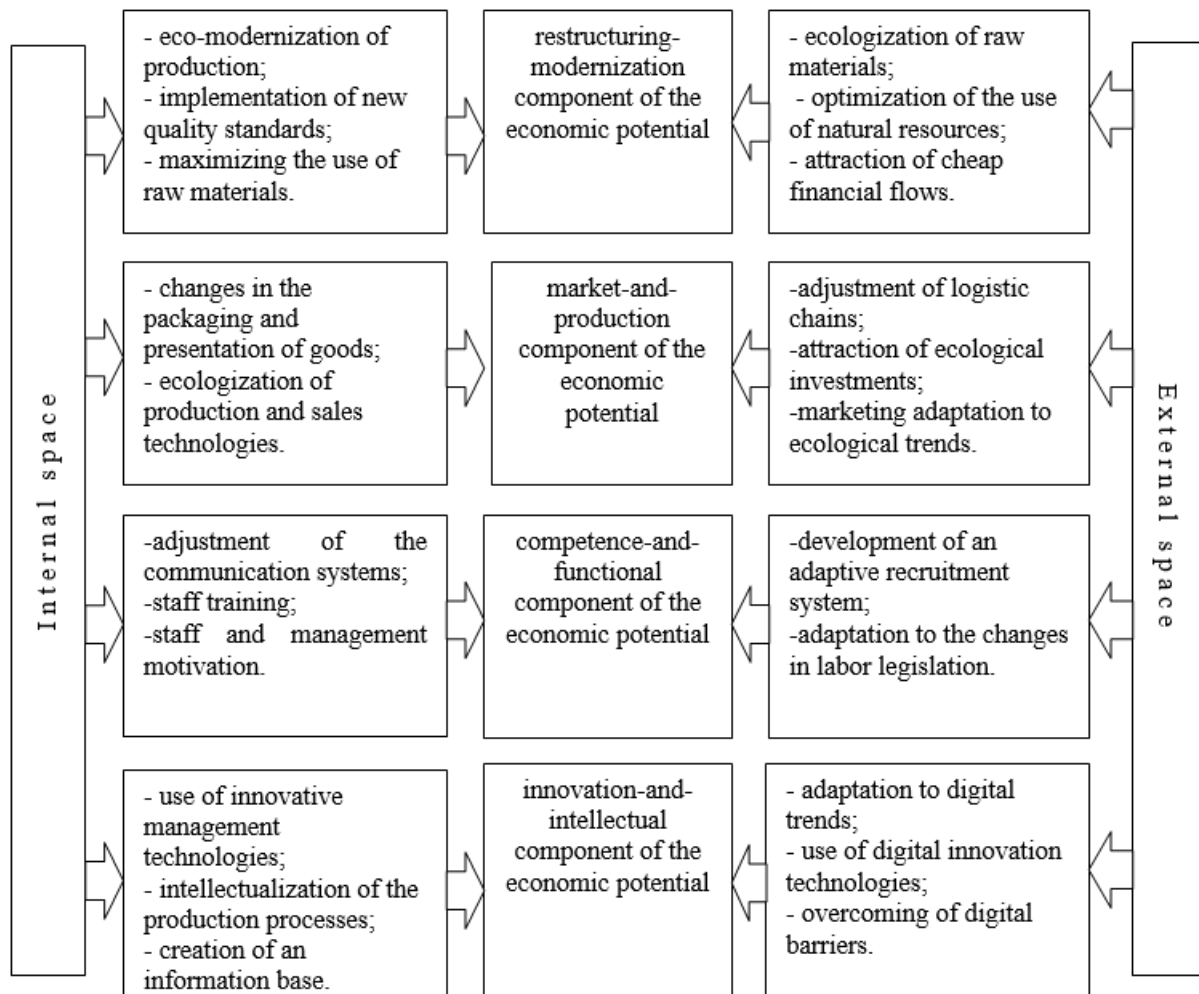 Internal space
- eco-modernization of
production;
- implementation of new
quality standards;
- maximizing the use of
raw materials.
restructuring-
modernization
component of the
economic potential
- ecologization of raw
materials;
- optimization of the use
of natural resources;
- attraction of cheap
financial flows.
- changes in the
packaging and
presentation of goods;
- ecologization of
production and sales
technologies.
market-and-
production
component of the
economic
potential
-adjustment of logistic
chains;
-attraction of ecological
investments;
-marketing adaptation to
ecological trends.
-adjustment of the
communication systems;
-staff training;
-staff and management
motivation.
competence-and-
functional
component of the
economic potential
-development of an
adaptive recruitment
system;
-adaptation to the changes
in labor legislation.
- use of innovative
management
technologies;
- intellectualization of the
production processes;
- creation of an
information base.
innovation-and-
intellectual
component of the
economic potential
- adaptation to digital
trends;
- use of digital innovation
technologies;
- overcoming of digital
barriers.
External space